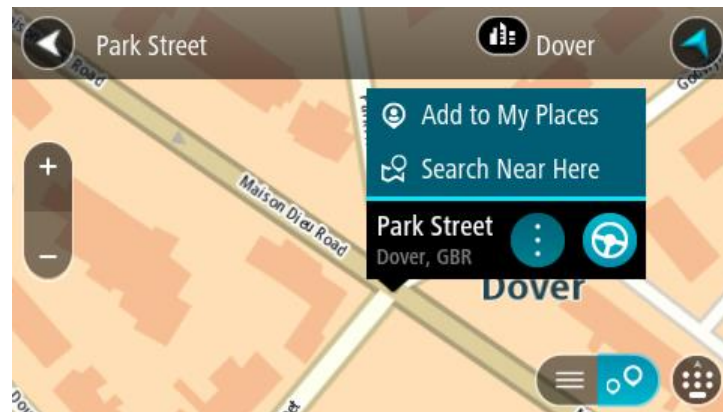 Park Street
Dover
Road
Add to My Places
Search Near Here
Maison Dieu Road
Park Street
Dover, GBR
Dover